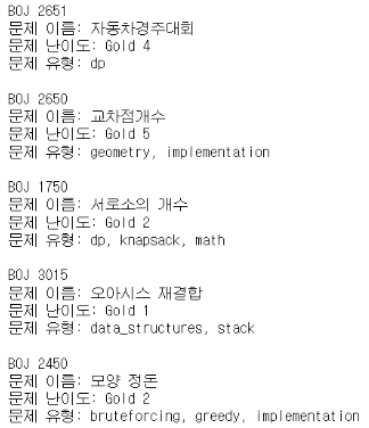 BOJ 2651
문제 이름: 자동차경주대회
문제 난이도: Gold 4
문제 유형: dp
BOJ 2650
문제 이름: 교차점개수
문제 난이도: Gold 5
문제 유형: geometry, implementation
BOJ 1750
문제 이름: 서로소의 개수
문제 난이도: Gold 2
문제 유형: dp, knapsack, math
BOJ 3015
문제 이름: 오아시스 재결합
문제 난이도: Gold 1
문제 유형: data_structures, stack
BOJ 2450
문제 이름: 모양 정돈
문제 난이도: Gold 2
문제 유형: bruteforcing, greedy, implementation